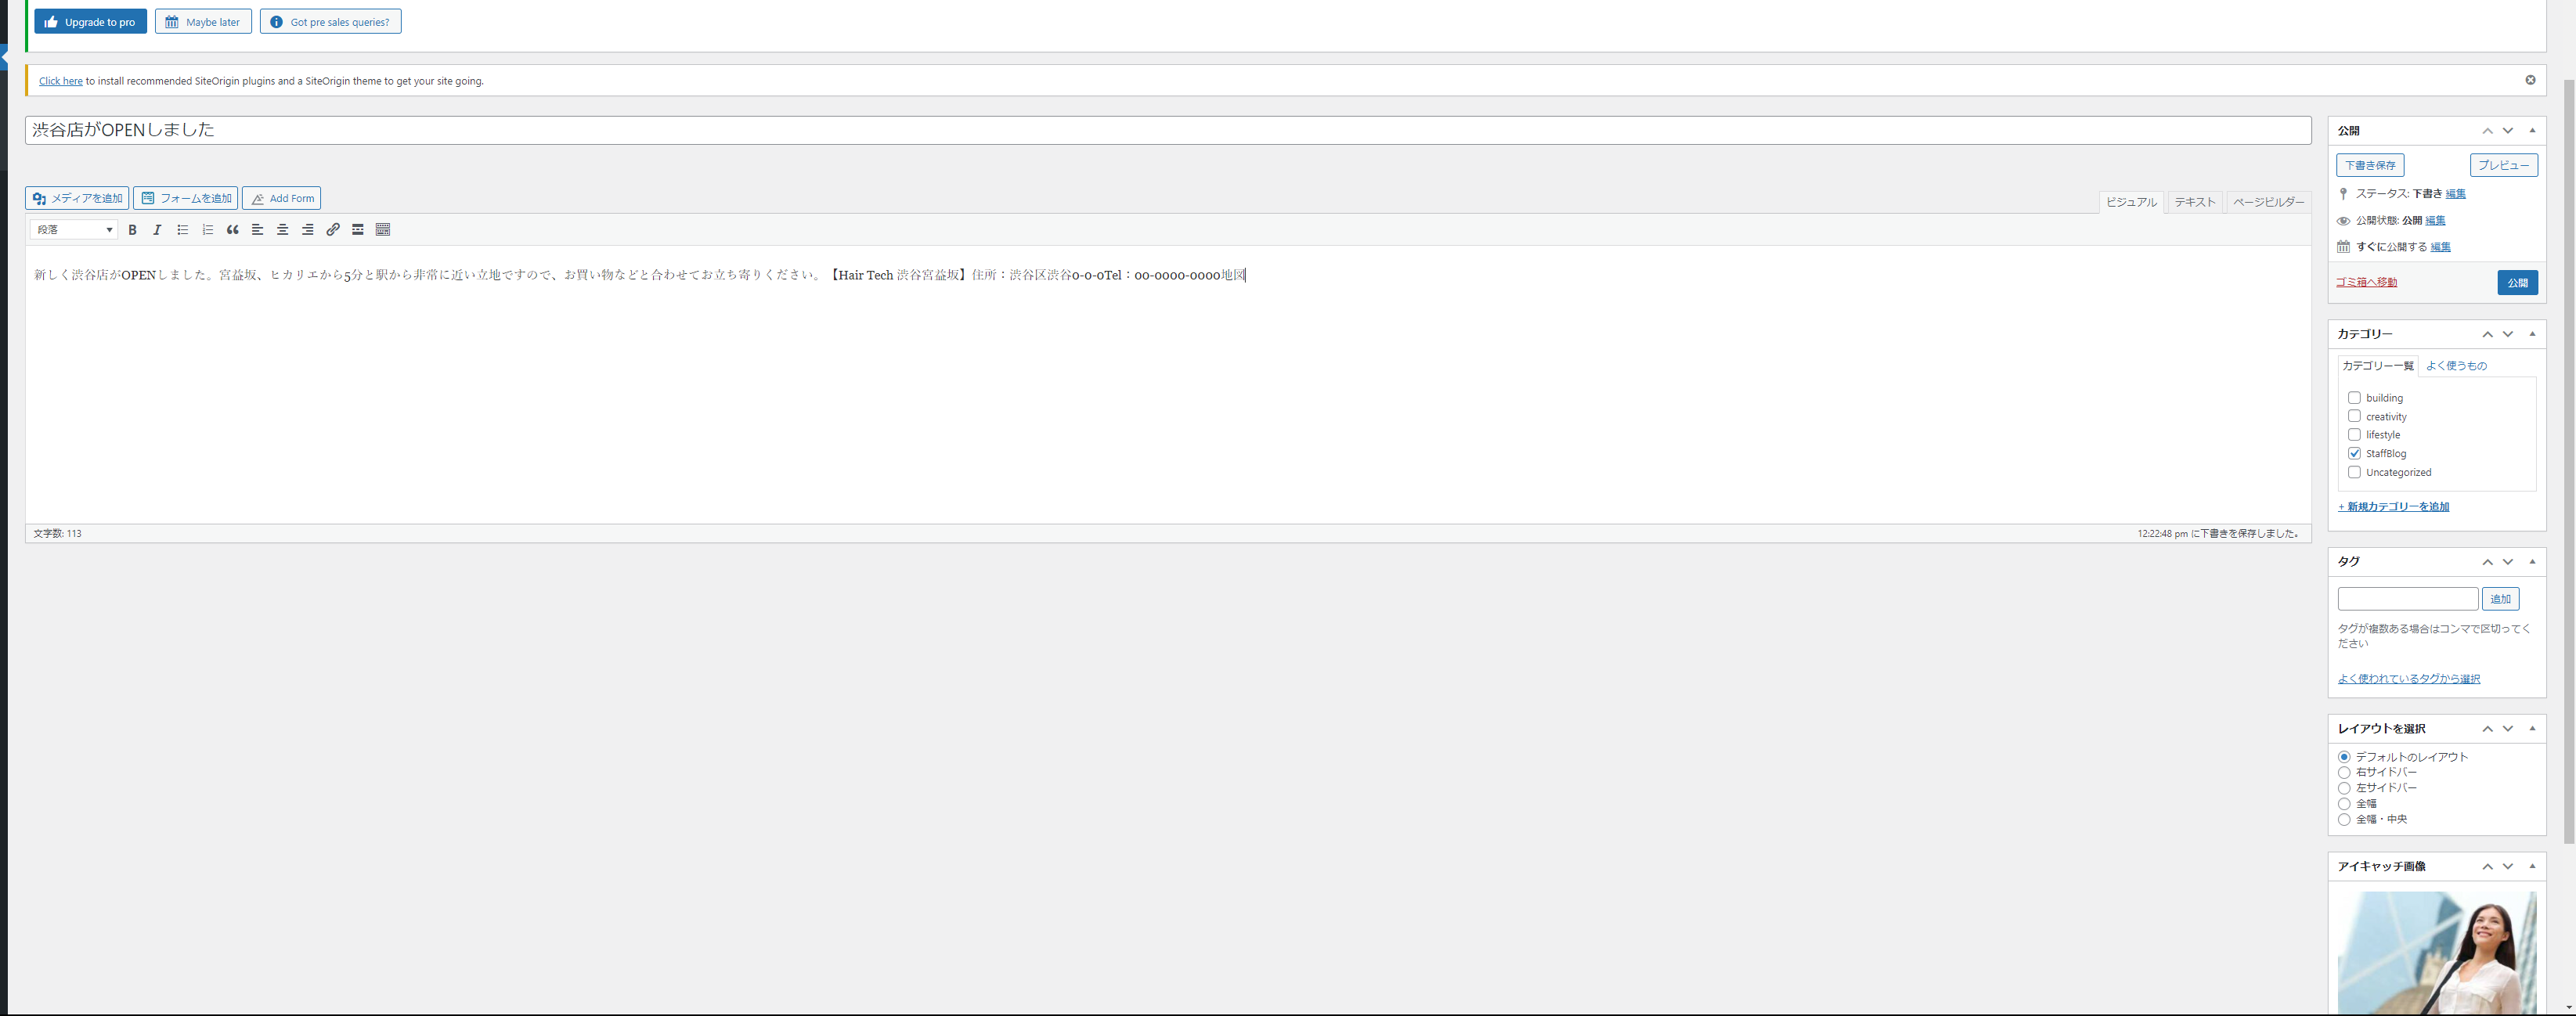 Upgrade to pro
Maybe later
Got pre sales queries?
Click here to install recommended SiteOrigin plugins and a SiteOrigin theme to get your site going.
渋谷店がOPENしました
メディアを追加
フォームを追加
Add Form
ビジュアル
テキスト
ページビルダー
段落
新しく渋谷店がOPENしました。宮益坂、ヒカリエから5分と駅から非常に近い立地ですので、お買い物などと合わせてお立ち寄りください。【Hair Tech 渋谷宮益坂】住所：渋谷区渋谷0-0-0Tel：00-0000-0000地図
文字数: 113
12:22:48 pm に下書きを保存しました。
公開
下書き保存
プレビュー
ステータス: 下書き 編集
公開状態: 公開 編集
すぐに公開する 編集
ゴミ箱へ移動
公開
カテゴリー
カテゴリー一覧
よく使うもの
building
creativity
lifestyle
StaffBlog
Uncategorized
+ 新規カテゴリーを追加
タグ
追加
タグが複数ある場合はコンマで区切ってく
ださい
よく使われているタグから選択
レイアウトを選択
デフォルトのレイアウト
右サイドバー
左サイドバー
全幅
全幅・中央
アイキャッチ画像